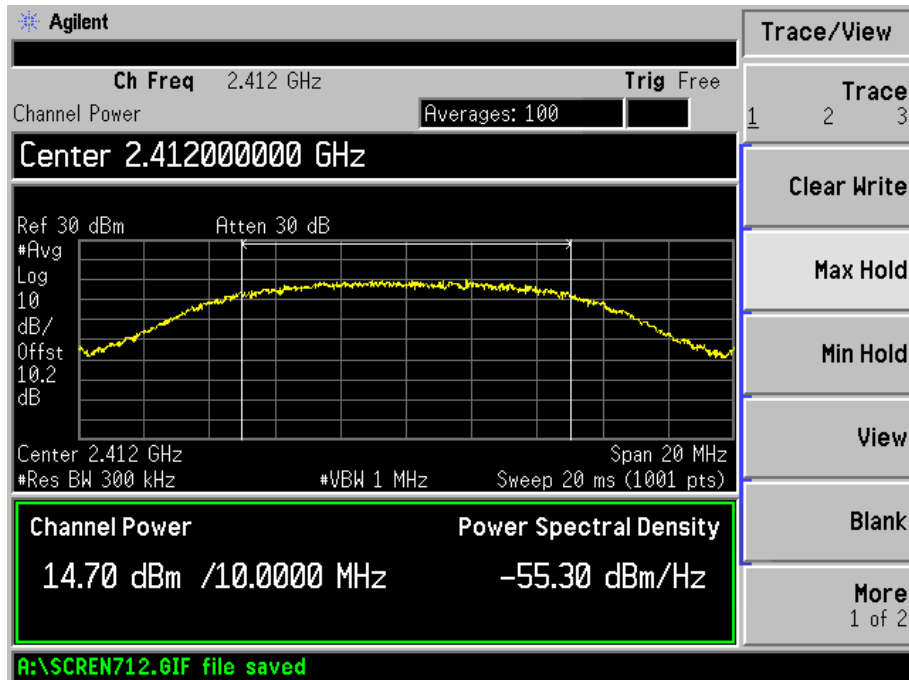 Agilent
Ch Freq 2.412 GHz Trig Free
Channel Power Averages: 100
Center 2.412000000 GHz
Ref 30 dBm Atten 30 dB
#Avg
Log
10
dB/
Offst
10.2
dB
Center 2.412 GHz Span 20 MHz
#Res BW 300 kHz #VBW 1 MHz Sweep 20 ms (1001 pts)
Channel Power Power Spectral Density
14.70 dBm /10.0000 MHz -55.30 dBm/Hz
A:\SCREN712.GIF file saved
Trace/View
Trace
1 2 3
Clear Write
Max Hold
Min Hold
View
Blank
More
1 of 2